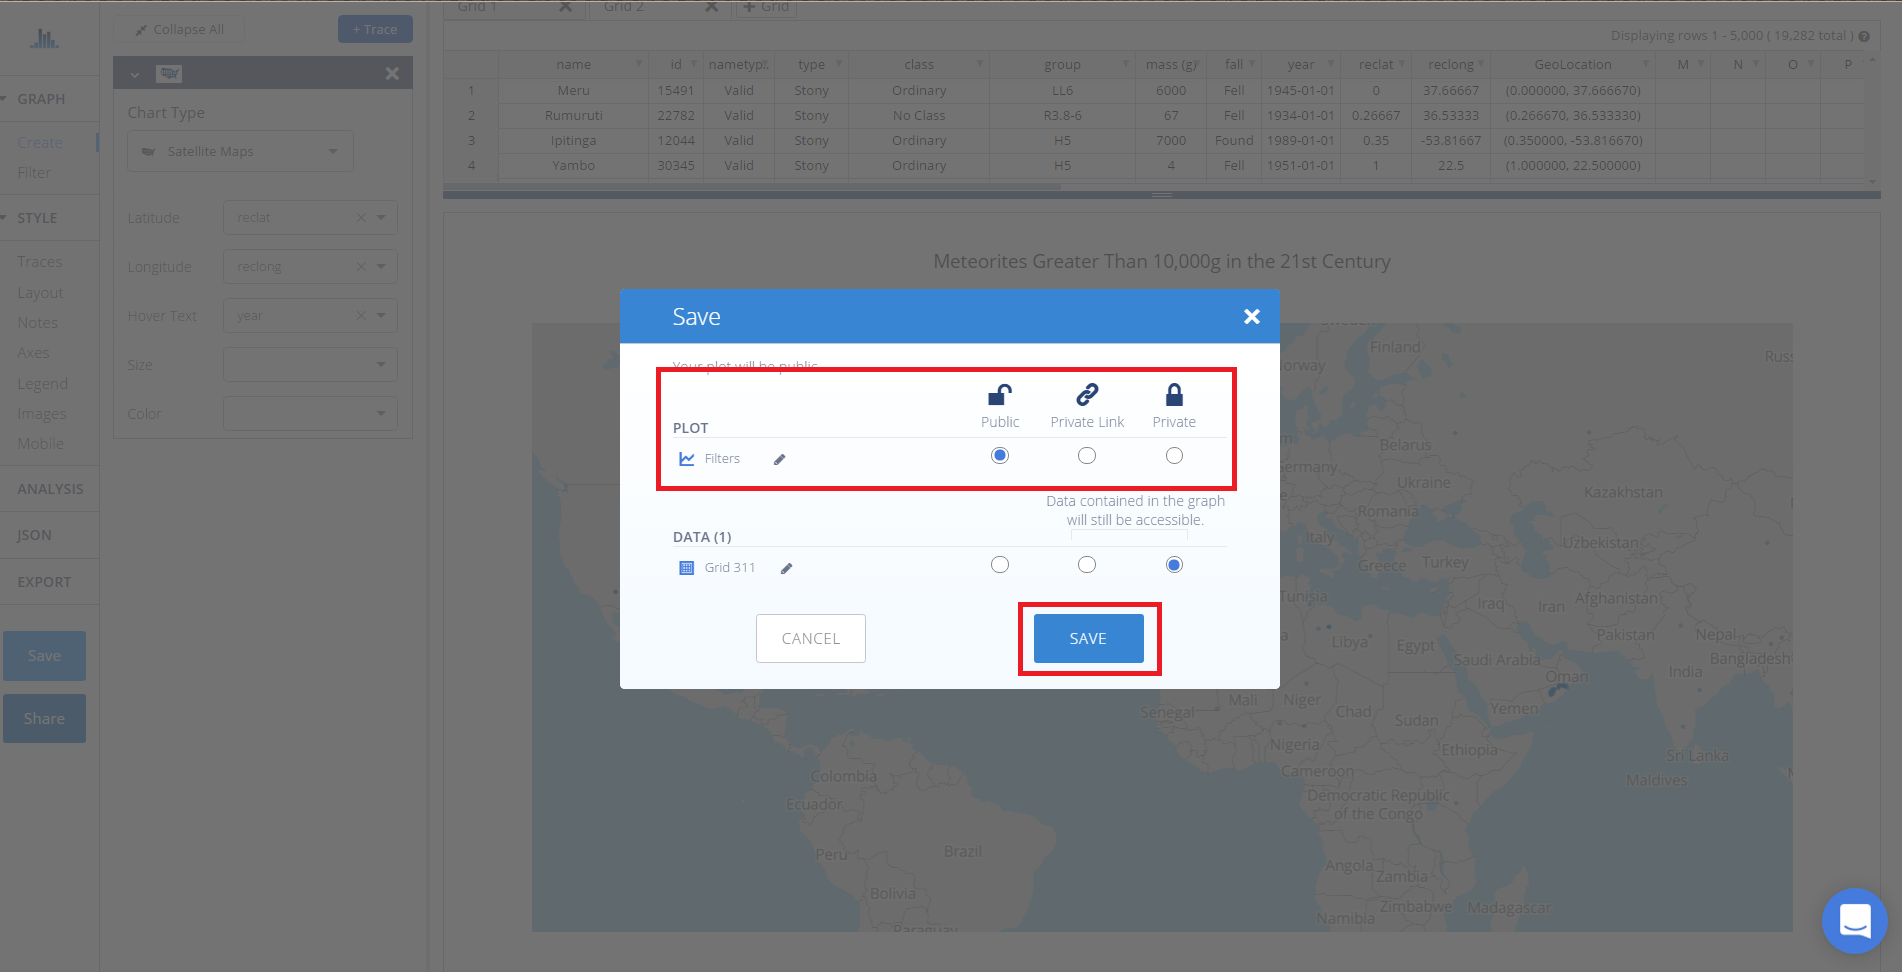 Grid 1
Grid 2
+ Grid
Collapse All
+ Trace
Displaying rows 1 - 5,000 ( 19,282 total )
name id nametyp. type class group mass (g) fall year reclat reclong GeoLocation M N O P
1 Meru 15491 Valid Stony Ordinary LL6 6000 Fell 1945-01-01 0 37.66667 (0.000000, 37.666670)
2 Rumuruti 22782 Valid Stony No Class R3.8-6 67 Fell 1934-01-01 0.26667 36.53333 (0.266670, 36.533330)
3 Ipitinga 12044 Valid Stony Ordinary H5 7000 Found 1989-01-01 0.35 -53.81667 (0.350000, -53.816670)
4 Yambo 30345 Valid Stony Ordinary H5 4 Fell 1951-01-01 1 22.5 (1.000000, 22.500000)
GRAPH
Create
Filter
STYLE
Traces
Layout
Notes
Axes
Legend
Images
Mobile
ANALYSIS
JSON
EXPORT
Save
Share
Chart Type
Satellite Maps
Latitude reclat
Longitude reclong
Hover Text year
Size
Color
Meteorites Greater Than 10,000g in the 21st Century
Save
Your plot will be public
Public Private Link Private
PLOT
Filters
Data contained in the graph
will still be accessible.
DATA (1)
Grid 311
CANCEL
SAVE
Sweden
Finland
Norway
Russ
Belarus
Germany
Ukraine
Kazakhstan
Romania
Italy
Uzbekistan
Greece
Turkey
Tunisia
Iraq
Iran
Afghanistan
Libya
Egypt
Pakistan
Nepal
Saudi Arabia
Bangladesh
India
Oman
Mali
Niger
Senegal
Chad
Sudan
Yemen
Nigeria
Ethiopia
Sri Lanka
Cameroon
Maldives
Colombia
Ecuador
Democratic Republic
of the Congo
Peru
Brazil
Angola
Zambia
Bolivia
Zimbabwe
Madagascar
Namibia
Paraguay